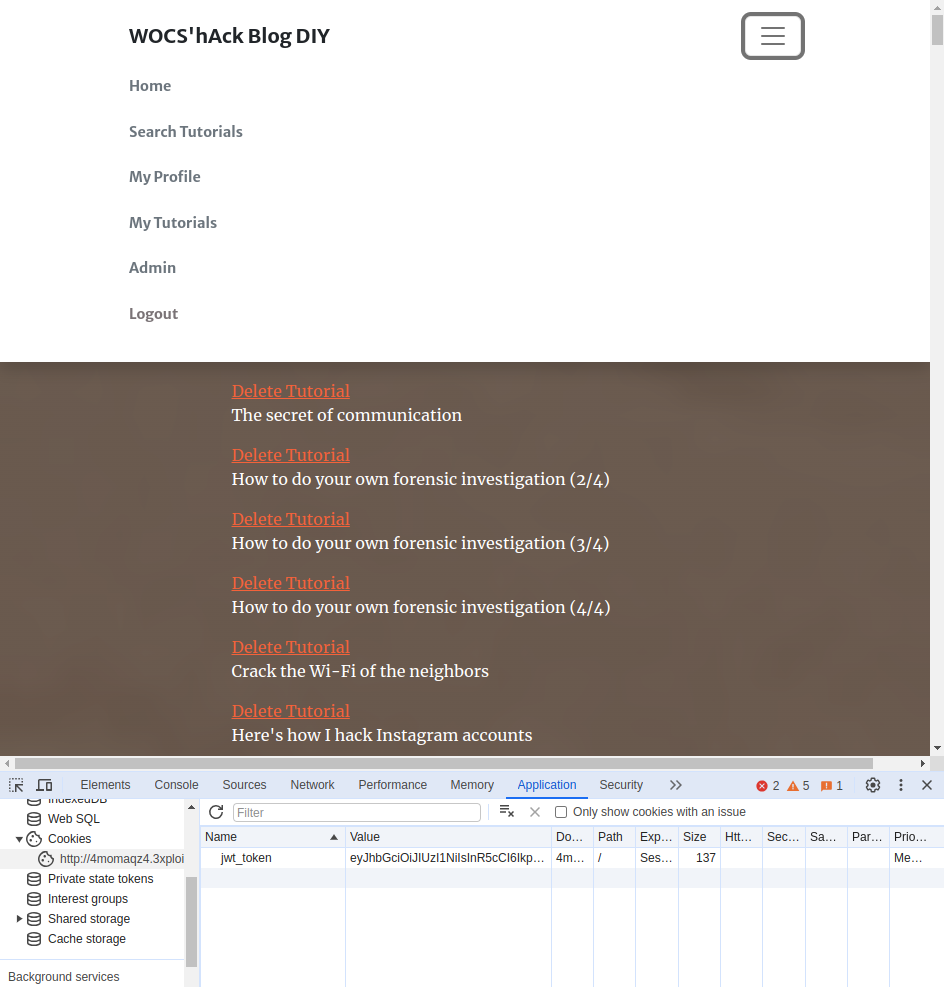 WOCS'hAck Blog DIY
Home
Search Tutorials
My Profile
My Tutorials
Admin
Logout
Delete Tutorial
The secret of communication
Delete Tutorial
How to do your own forensic investigation (2/4)
Delete Tutorial
How to do your own forensic investigation (3/4)
Delete Tutorial
How to do your own forensic investigation (4/4)
Delete Tutorial
Crack the Wi-Fi of the neighbors
Delete Tutorial
Here's how I hack Instagram accounts
Elements Console Sources Network Performance Memory Application Security 2 5 1
IndexedDB
Web SQL
Cookies
http://4momaqz4.3xploi
Private state tokens
Interest groups
Shared storage
Cache storage
Background services
Filter Only show cookies with an issue
Name Value Do... Path Exp... Size Htt... Sec... Sa... Par... Prio...
jwt_token eyJhbGciOiJIUzI1NiIsInR5cCI6Ikp... 4m... / Ses... 137 Me...